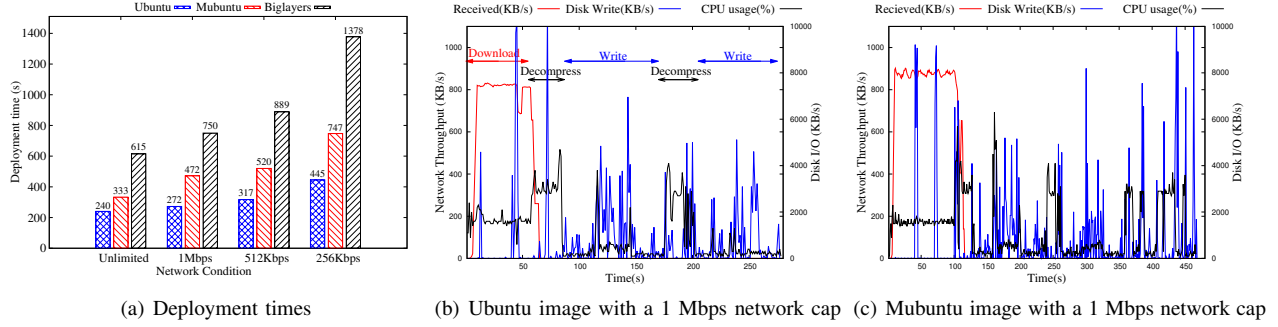 Ubuntu Mubuntu Biglayers
Deployment time (s)
1400
1200
1000
800
600
400
200
0
240
333
615
272
472
750
317
520
889
445
747
1378
Unlimited 1Mbps 512Kbps 256Kbps
Network Condition
(a) Deployment times
Recieved(KB/s) Disk Write(KB/s) CPU usage(%)
Network Throughput (KB/s)
1000
800
600
400
200
0
Download
Write
Write
Decompress
Decompress
10000
8000
6000
4000
2000
0
Disk I/O (KB/s)
50 100 150 200 250
Time(s)
(b) Ubuntu image with a 1 Mbps network cap
Recieved(KB/s) Disk Write(KB/s) CPU usage(%)
Network Throughput (KB/s)
1000
800
600
400
200
0
10000
8000
6000
4000
2000
0
Disk I/O (KB/s)
50 100 150 200 250 300 350 400 450
Time(s)
(c) Mubuntu image with a 1 Mbps network cap